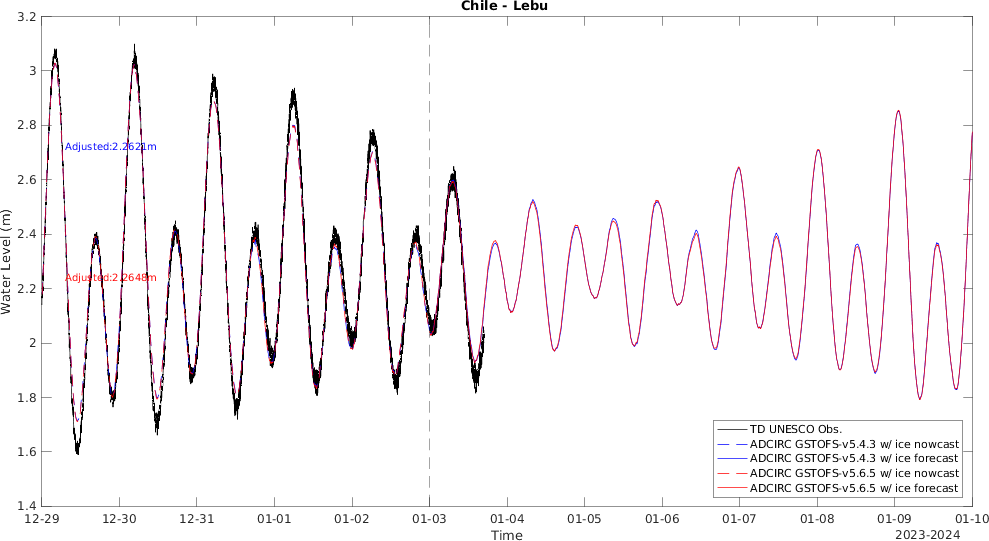 Chile - Lebu
3.2
3
2.8
2.6
2.4
2.2
2
1.8
1.6
1.4
Water Level (m)
Adjusted:2.2621m
Adjusted:2.2648m
TD UNESCO Obs.
ADCIRC GSTOFS-v5.4.3 w/ ice nowcast
ADCIRC GSTOFS-v5.4.3 w/ ice forecast
ADCIRC GSTOFS-v5.6.5 w/ ice nowcast
ADCIRC GSTOFS-v5.6.5 w/ ice forecast
12-29 12-30 12-31 01-01 01-02 01-03 01-04 01-05 01-06 01-07 01-08 01-09 01-10
Time
2023-2024